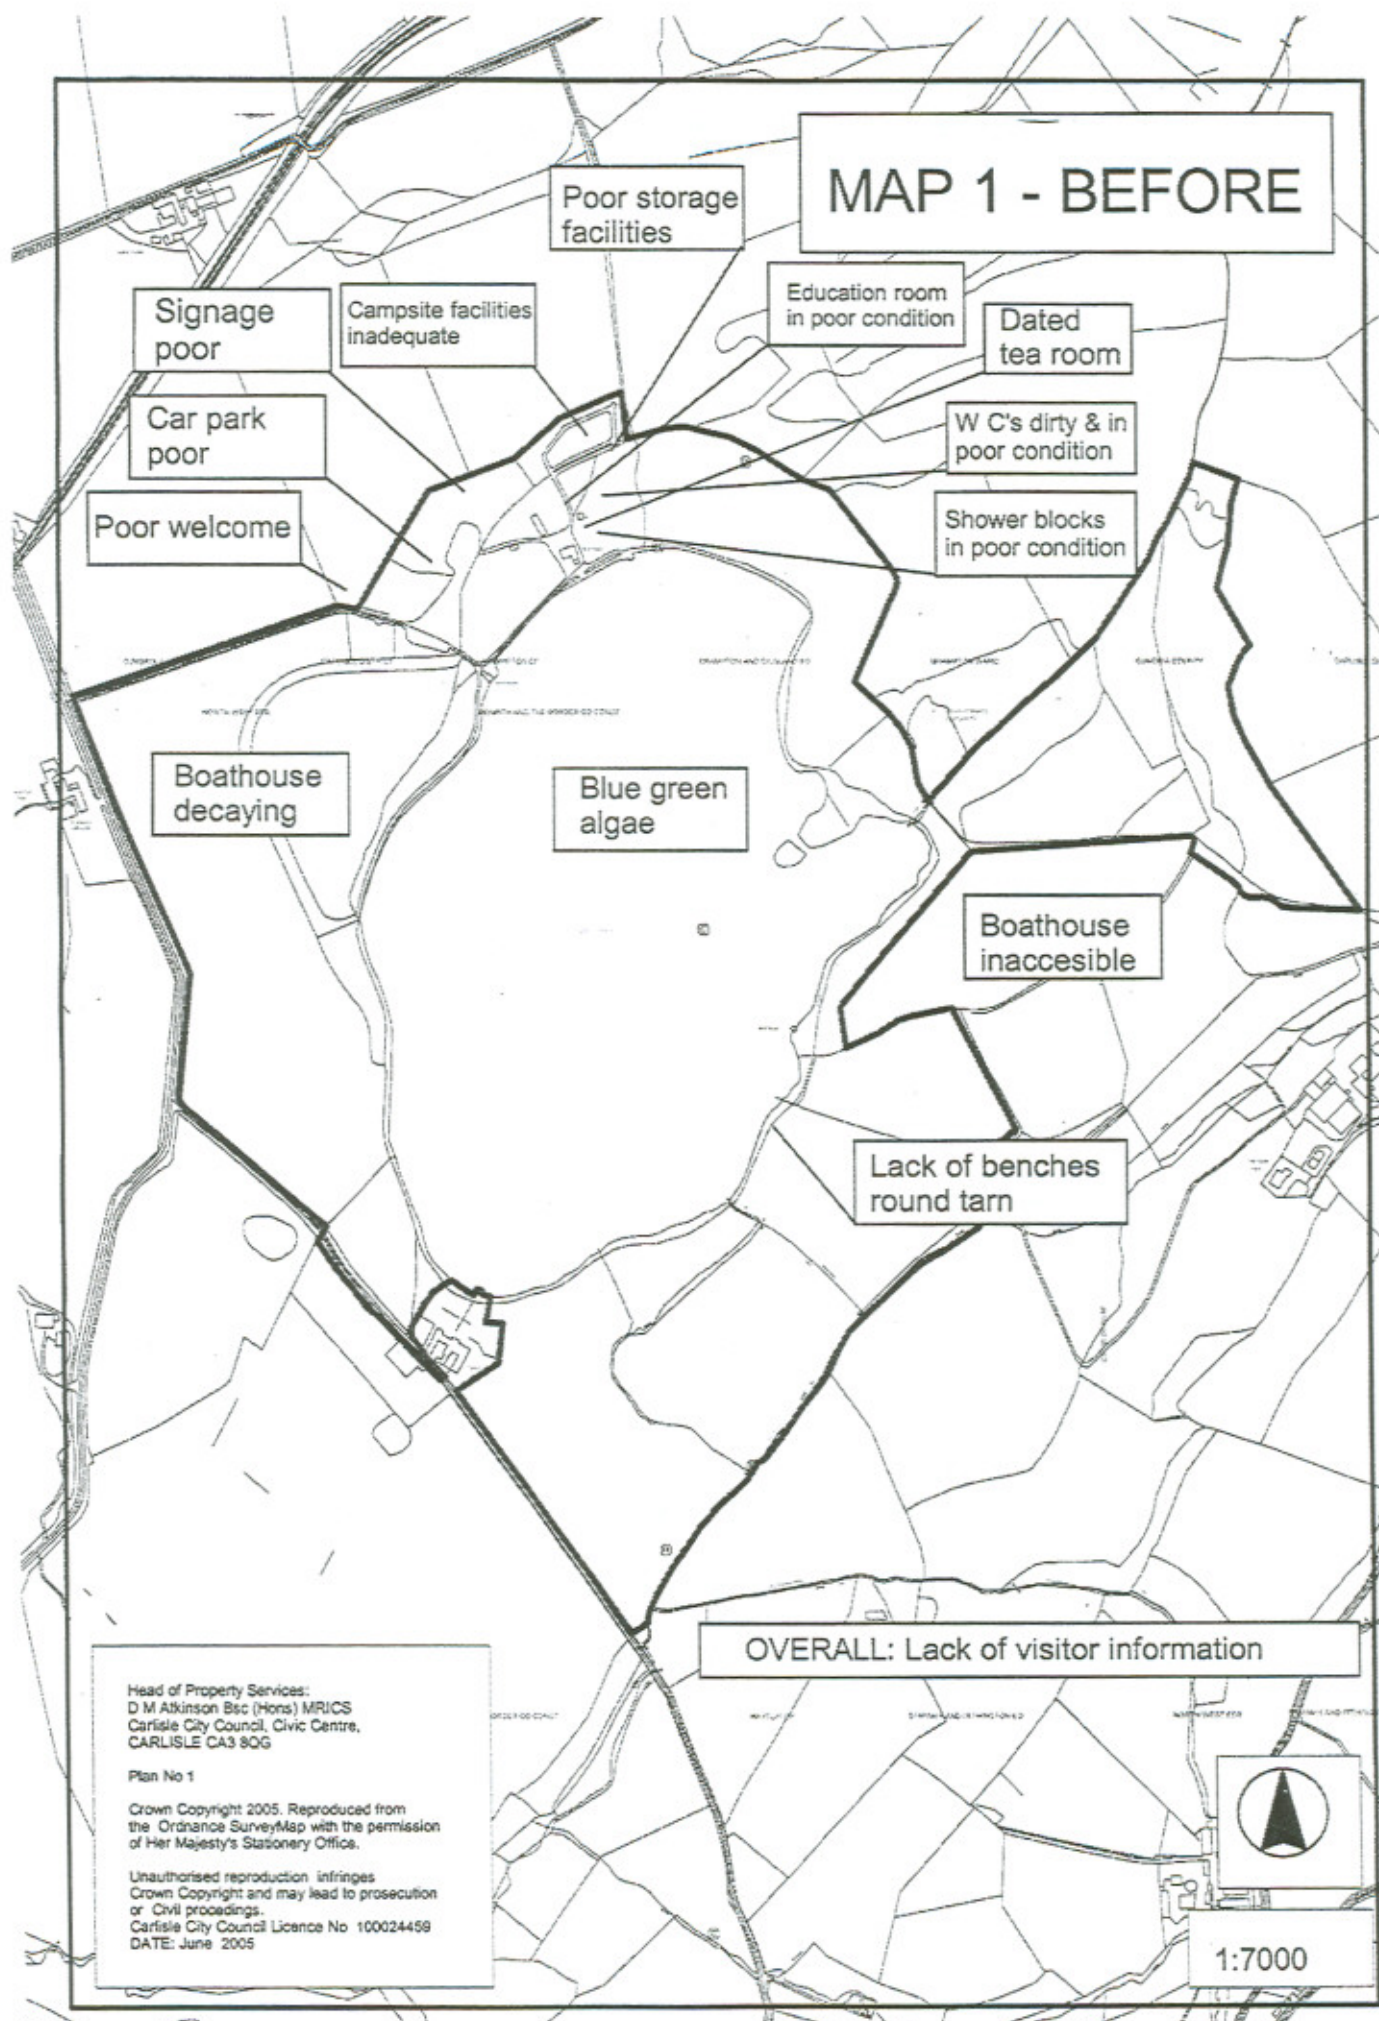 MAP 1 - BEFORE
Poor storage
facilities
Education room
in poor condition
Signage
poor
Campsite facilities
inadequate
Dated
tea room
Car park
poor
W C's dirty & in
poor condition
Poor welcome
Shower blocks
in poor condition
Boathouse
decaying
Blue green
algae
Boathouse
inaccesible
Lack of benches
round tarn
OVERALL: Lack of visitor information
Head of Property Services:
D M Atkinson Bsc (Hons) MRICS
Carlisle City Council, Civic Centre,
CARLISLE CA3 8QG
Plan No 1
Crown Copyright 2005. Reproduced from
the Ordnance SurveyMap with the permission
of Her Majesty's Stationery Office.
Unauthorised reproduction infringes
Crown Copyright and may lead to prosecution
or Civil procedings.
Carlisle City Council Licence No 100024459
DATE: June 2005
1:7000